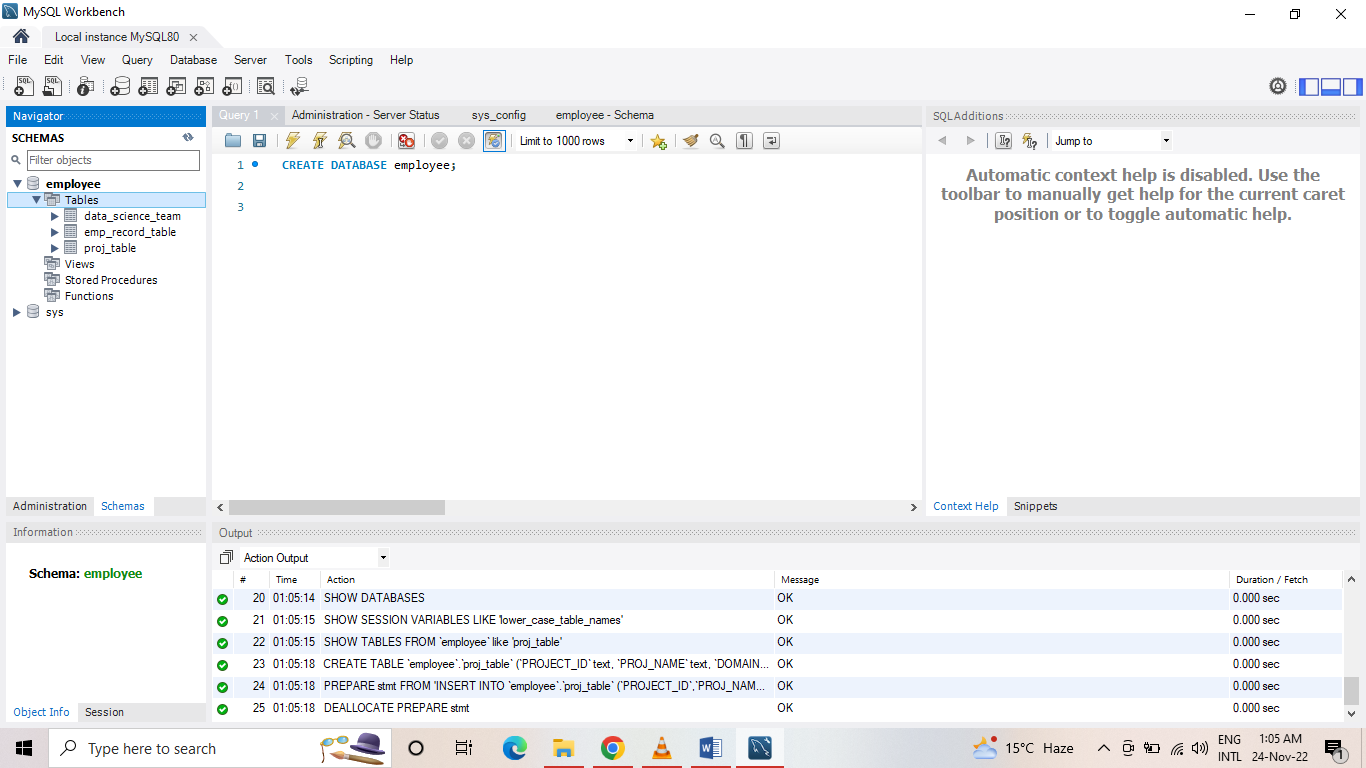 MySQL Workbench
Local instance MySQL80
File Edit View Query Database Server Tools Scripting Help
Navigator
SCHEMAS
Filter objects
employee
Tables
data_science_team
emp_record_table
proj_table
Views
Stored Procedures
Functions
sys
Administration Schemas
Information
Schema: employee
Object Info Session
Query 1 Administration - Server Status sys_config employee - Schema
Limit to 1000 rows
1 CREATE DATABASE employee;
2
3
SQLAdditions
Jump to
Automatic context help is disabled. Use the
toolbar to manually get help for the current caret
position or to toggle automatic help.
Context Help Snippets
Output
Action Output
# Time Action Message Duration / Fetch
20 01:05:14 SHOW DATABASES OK 0.000 sec
21 01:05:15 SHOW SESSION VARIABLES LIKE 'lower_case_table_names' OK 0.000 sec
22 01:05:15 SHOW TABLES FROM `employee` like 'proj_table' OK 0.000 sec
23 01:05:18 CREATE TABLE `employee`.`proj_table` (`PROJECT_ID` text, `PROJ_NAME` text, `DOMAIN... OK 0.000 sec
24 01:05:18 PREPARE stmt FROM 'INSERT INTO `employee`.`proj_table` (`PROJECT_ID`,`PROJ_NAM... OK 0.000 sec
25 01:05:18 DEALLOCATE PREPARE stmt OK 0.000 sec
Type here to search
15°C Haze
ENG
INTL
1:05 AM
24-Nov-22
1